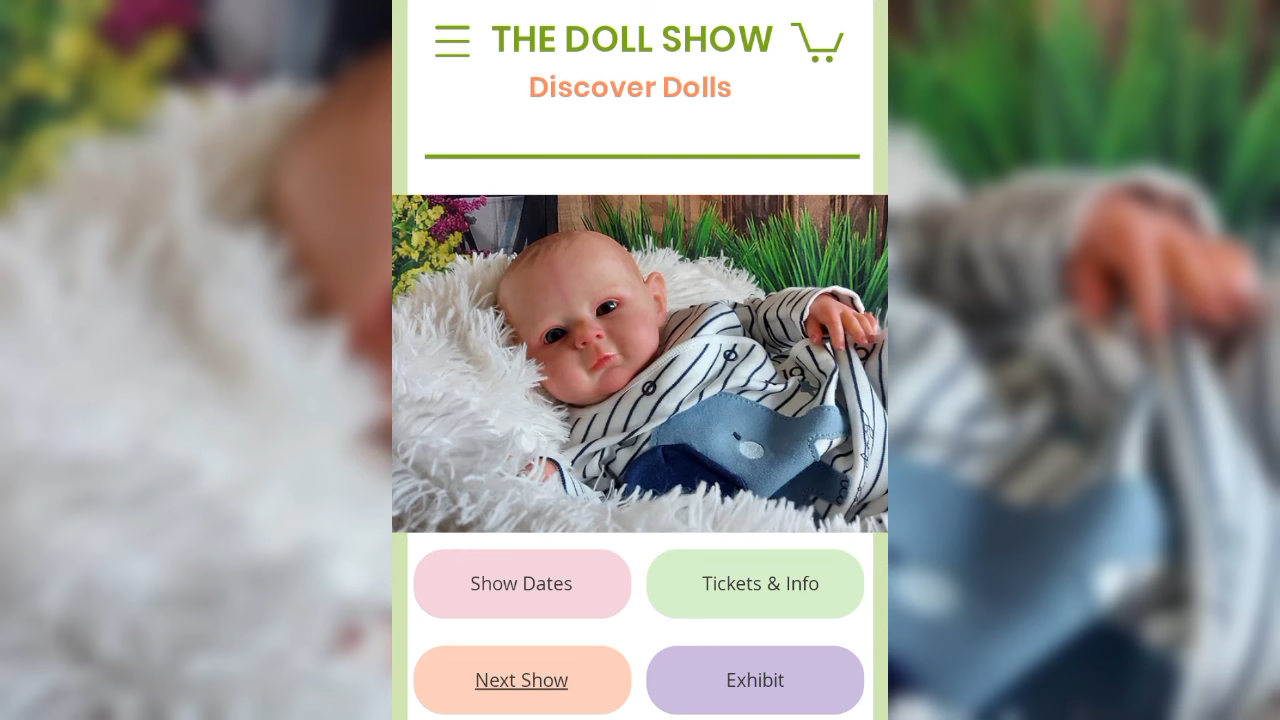 THE DOLL SHOW
Discover Dolls
Show Dates
Tickets & Info
Next Show
Exhibit